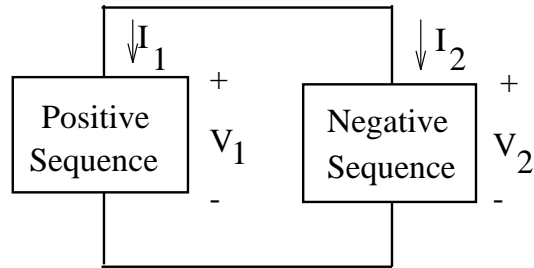 I1
+
Positive
Sequence
V1
-
I2
+
Negative
Sequence
V2
-